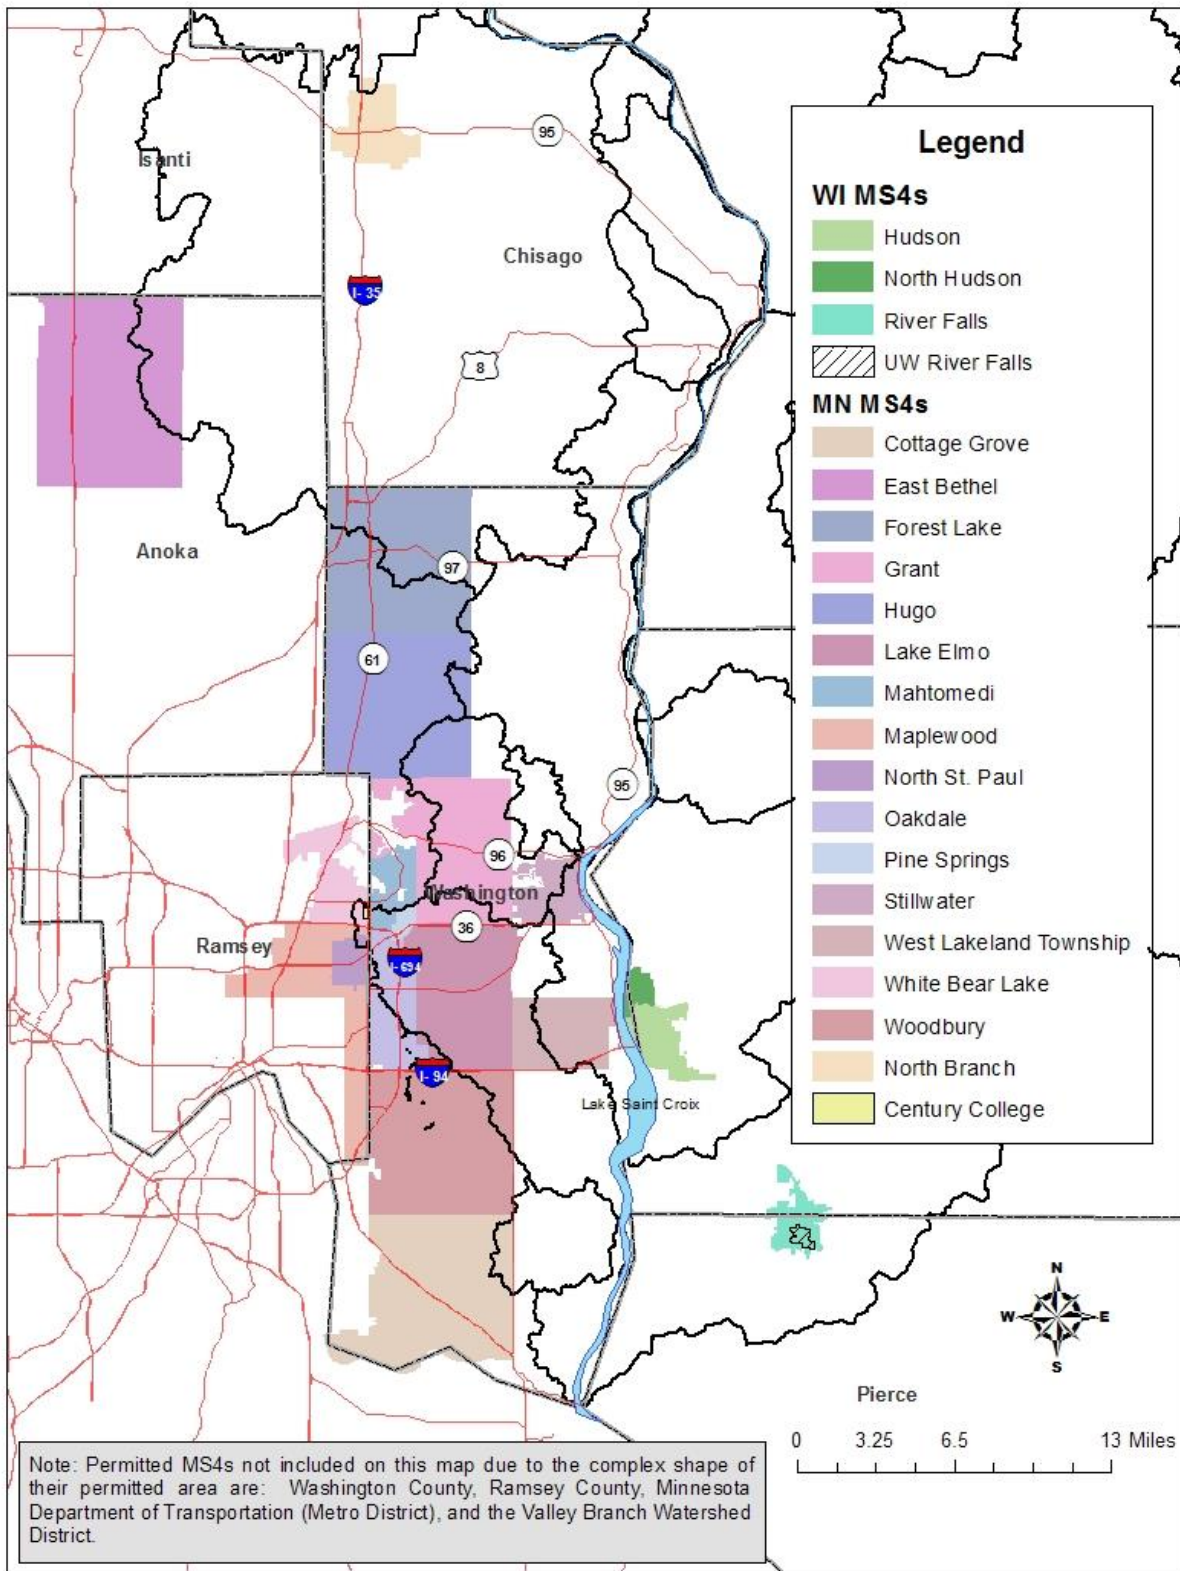 95
Isanti
Chisago
I-35
8
Anoka
97
61
95
96
Washington
36
Ramsey
I-694
I-94
Lake Saint Croix
Legend
WI MS4s
Hudson
North Hudson
River Falls
UW River Falls
MN MS4s
Cottage Grove
East Bethel
Forest Lake
Grant
Hugo
Lake Elmo
Mahtomedi
Maplewood
North St. Paul
Oakdale
Pine Springs
Stillwater
West Lakeland Township
White Bear Lake
Woodbury
North Branch
Century College
N
W E
S
Pierce
0 3.25 6.5 13 Miles
Note: Permitted MS4s not included on this map due to the complex shape of
their permitted area are: Washington County, Ramsey County, Minnesota
Department of Transportation (Metro District), and the Valley Branch Watershed
District.